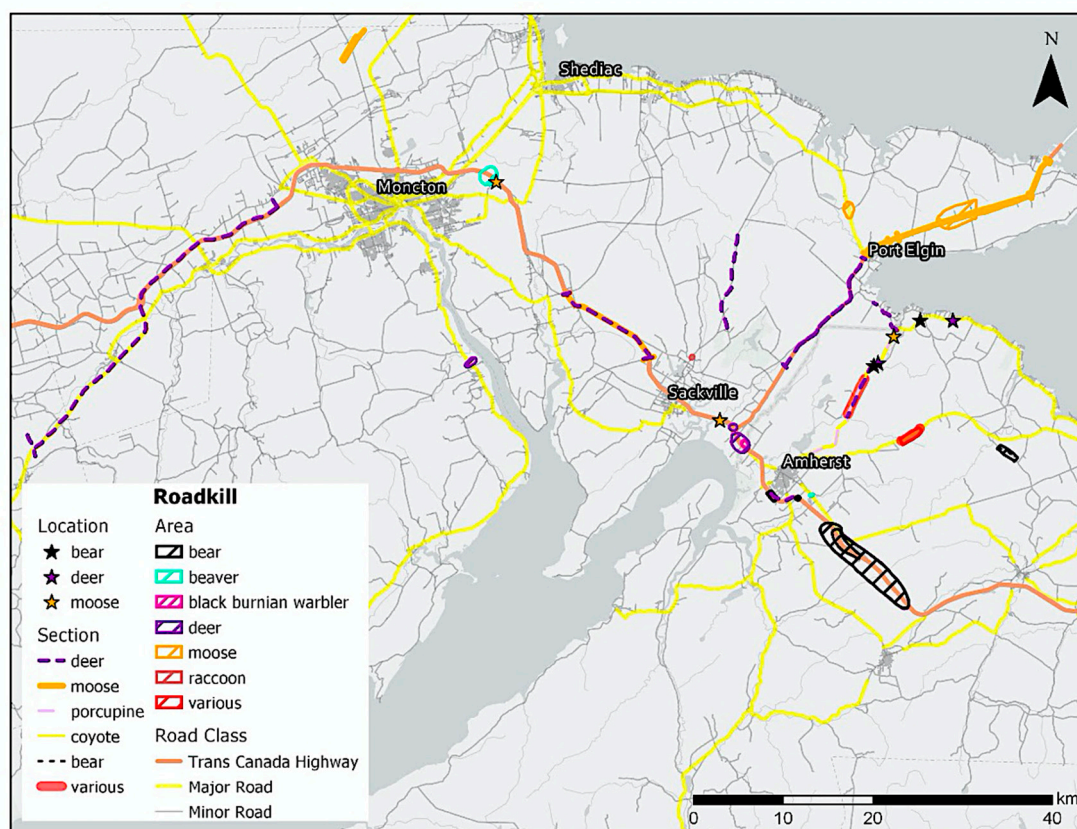 N
Shediac
Moncton
Port Elgin
Sackville
Amherst
Roadkill
Location
bear
deer
moose
Section
deer
moose
porcupine
coyote
bear
various
Area
bear
beaver
black burnian warbler
deer
moose
raccoon
various
Road Class
Trans Canada Highway
Major Road
Minor Road
km
0 10 20 40